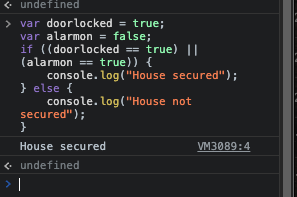 undefined
var doorlocked = true;
var alarmon = false;
if ((doorlocked == true) ||
(alarmon == true)) {
    console.log("House secured");
} else {
    console.log("House not
secured");
}
House secured VM3089:4
undefined